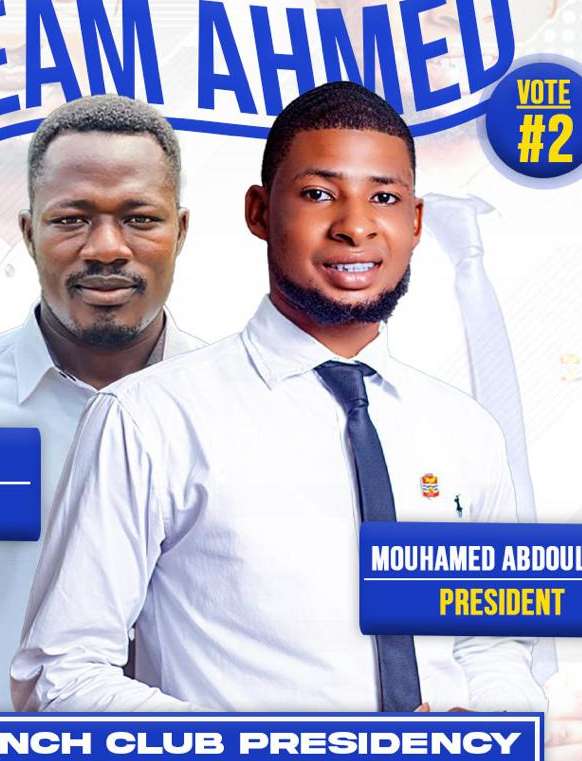 EAM AHMED
VOTE
#2
MOUHAMED ABDOUL
PRESIDENT
NCH CLUB PRESIDENCY